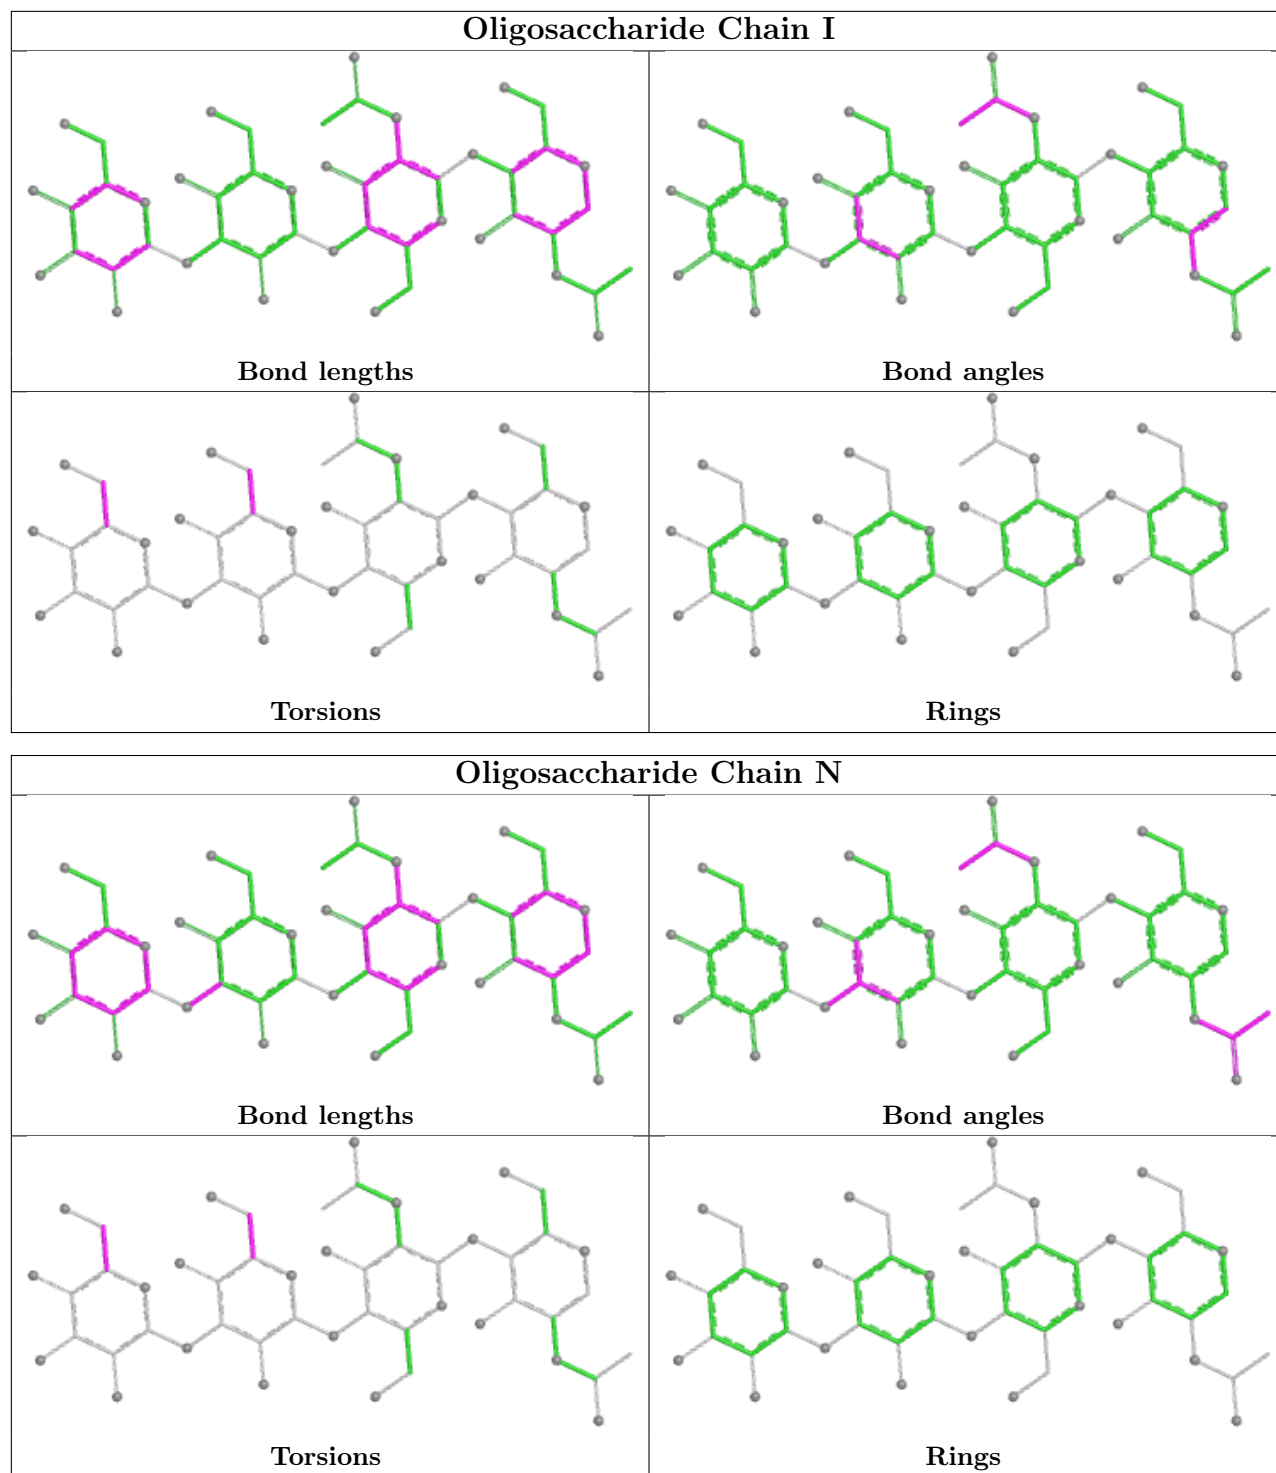 Oligosaccharide Chain I
Bond lengths
Bond angles
Torsions
Rings
Oligosaccharide Chain N
Bond lengths
Bond angles
Torsions
Rings